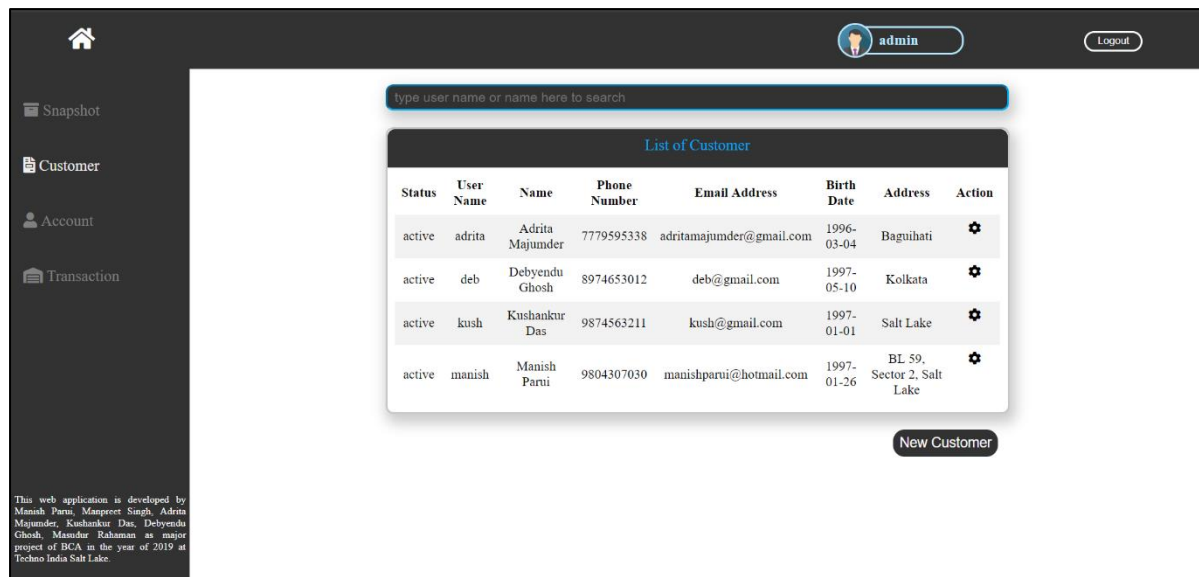 admin
Logout
Snapshot
Customer
Account
Transaction
type user name or name here to search
List of Customer
Status User Name Name Phone Number Email Address Birth Date Address Action
active adrita Adrita Majumder 7779595338 adritamajumder@gmail.com 1996-03-04 Baguihati
active deb Debyendu Ghosh 8974653012 deb@gmail.com 1997-05-10 Kolkata
active kush Kushankur Das 9874563211 kush@gmail.com 1997-01-01 Salt Lake
active manish Manish Parui 9804307030 manishparui@hotmail.com 1997-01-26 BL 59, Sector 2, Salt Lake
New Customer
This web application is developed by
Manish Parui, Manpreet Singh, Adrita
Majumder, Kushankur Das, Debyendu
Ghosh, Masudur Rahaman as major
project of BCA in the year of 2019 at
Techno India Salt Lake.